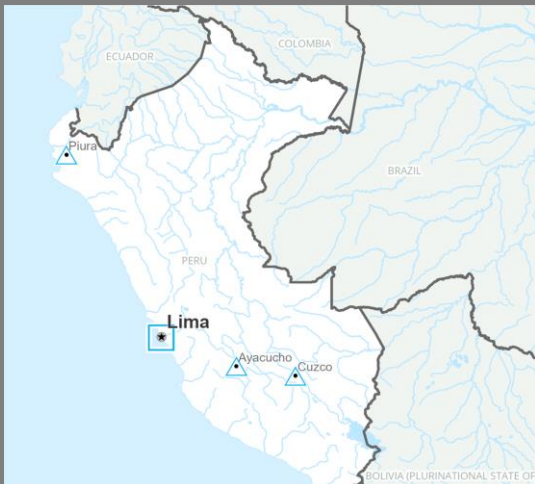 COLOMBIA
ECUADOR
Piura
BRAZIL
PERU
Lima
Ayacucho
Cuzco
BOLIVIA (PLURINATIONAL STATE OF